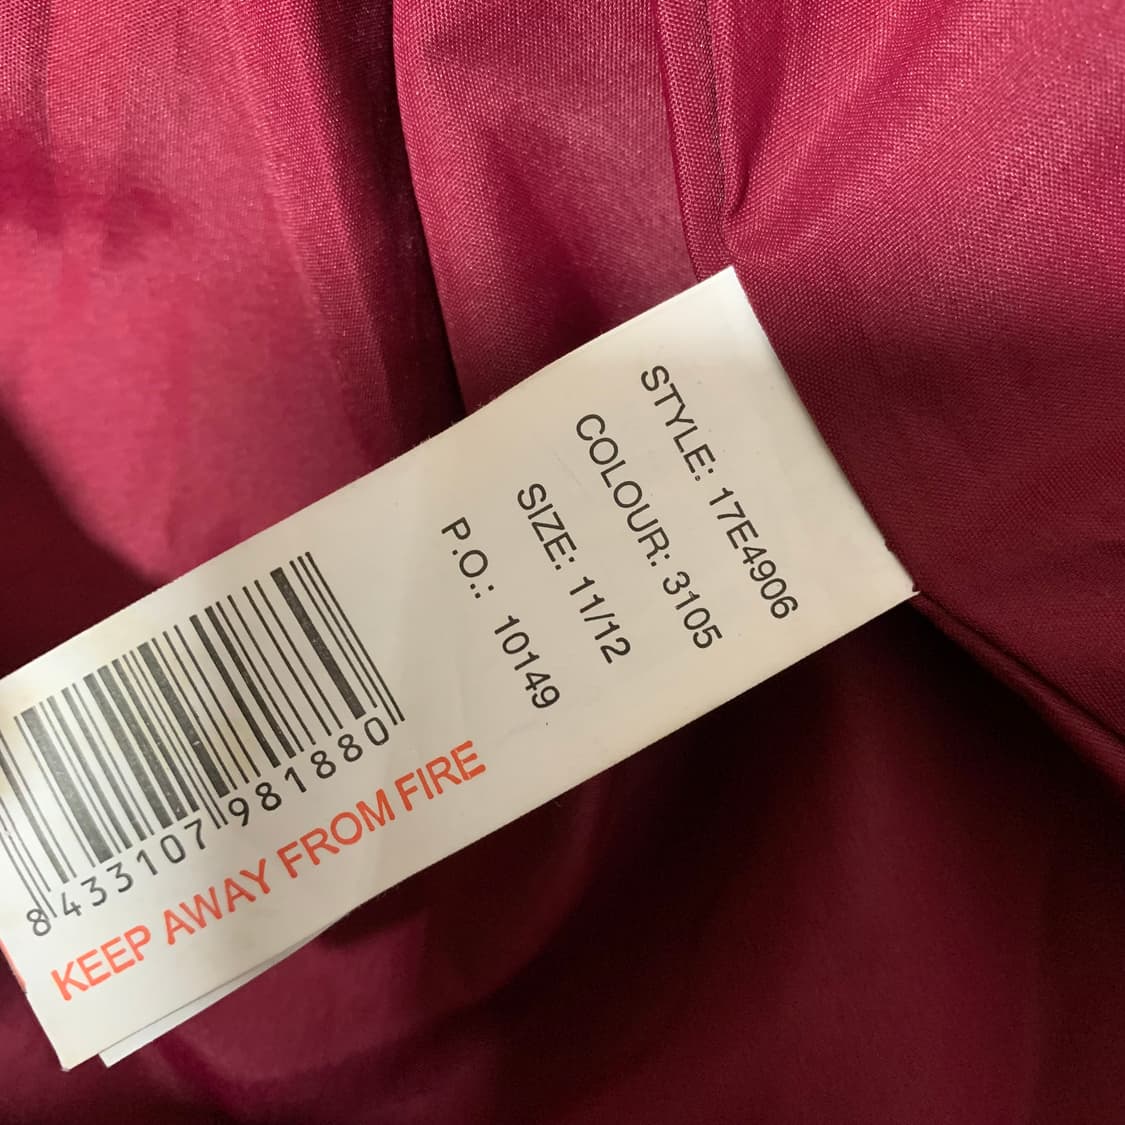 STYLE: 17E4906
COLOUR: 3105
SIZE: 11/12
P.O.: 10149
8 433107 981880
KEEP AWAY FROM FIRE